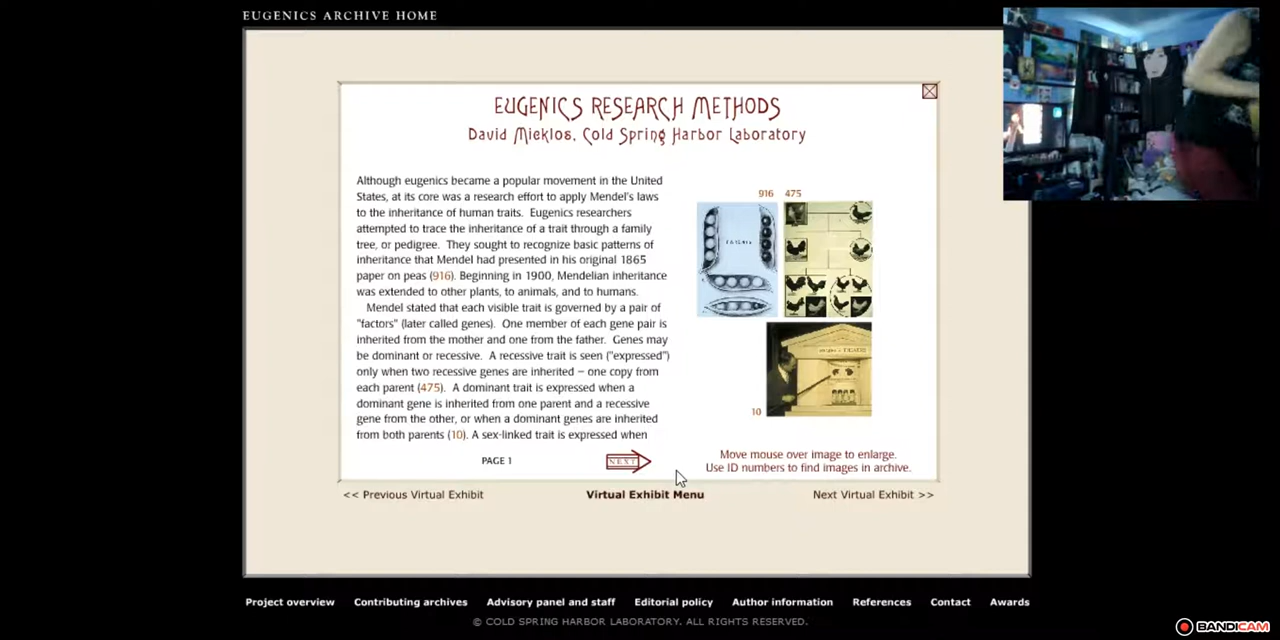 EUGENICS ARCHIVE HOME
EUGENICS RESEARCH METHODS
David Micklos, Cold Spring Harbor Laboratory
Although eugenics became a popular movement in the United
States, at its core was a research effort to apply Mendel's laws
to the inheritance of human traits. Eugenics researchers
attempted to trace the inheritance of a trait through a family
tree, or pedigree. They sought to recognize basic patterns of
inheritance that Mendel had presented in his original 1865
paper on peas (916). Beginning in 1900, Mendelian inheritance
was extended to other plants, to animals, and to humans.
Mendel stated that each visible trait is governed by a pair of
"factors" (later called genes). One member of each gene pair is
inherited from the mother and one from the father. Genes may
be dominant or recessive. A recessive trait is seen ("expressed")
only when two recessive genes are inherited – one copy from
each parent (475). A dominant trait is expressed when a
dominant gene is inherited from one parent and a recessive
gene from the other, or when a dominant genes are inherited
from both parents (10). A sex-linked trait is expressed when
PAGE 1
NEXT
916 475
10
Move mouse over image to enlarge.
Use ID numbers to find images in archive.
<< Previous Virtual Exhibit
Virtual Exhibit Menu
Next Virtual Exhibit >>
Project overview
Contributing archives
Advisory panel and staff
Editorial policy
Author information
References
Contact
Awards
© COLD SPRING HARBOR LABORATORY. ALL RIGHTS RESERVED.
BANDICAM